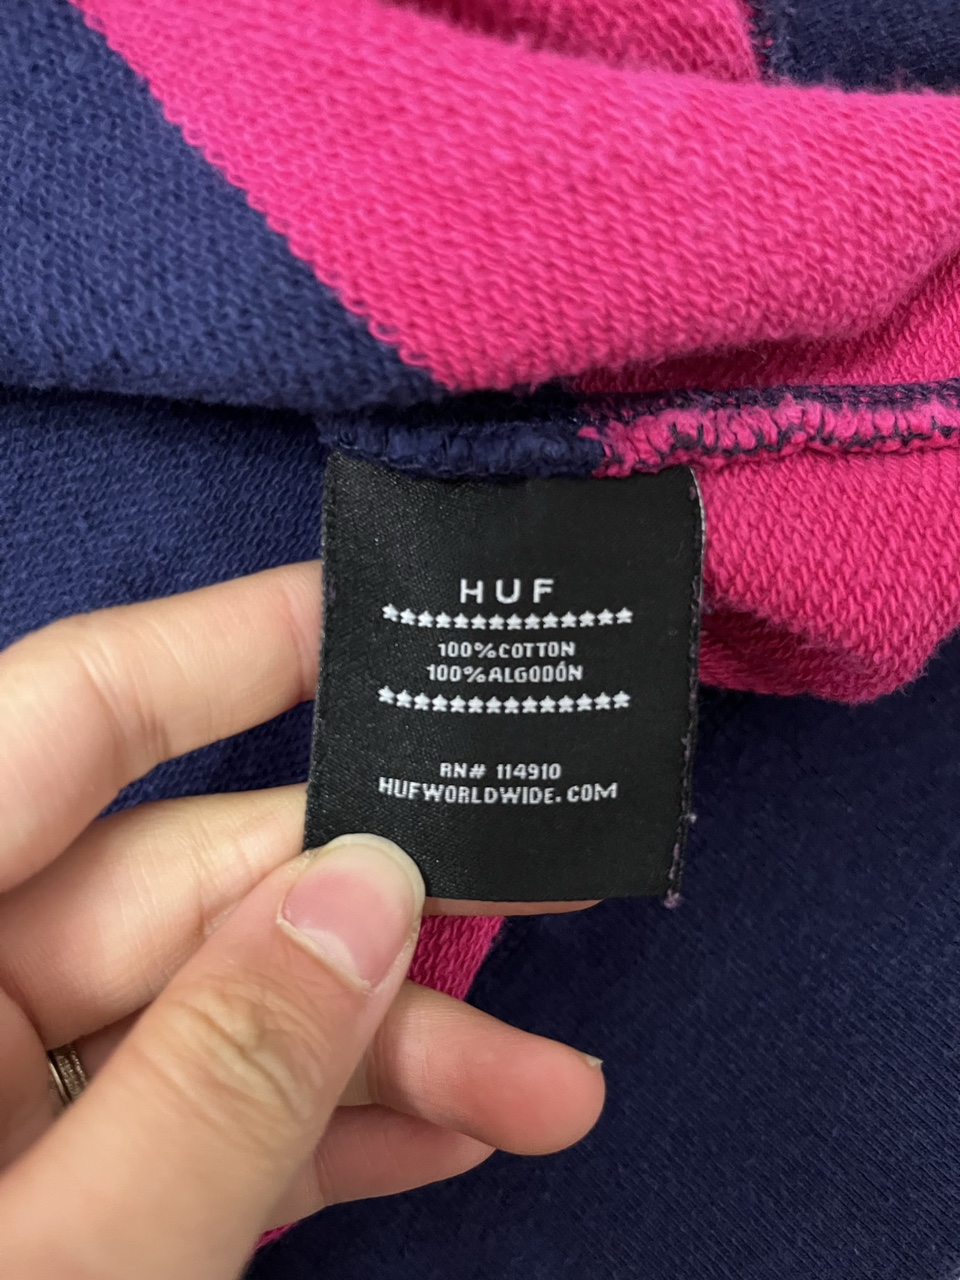 HUF
**************
100%COTTON
100%ALGODÓN
**************
RN# 114910
HUFWORLDWIDE.COM